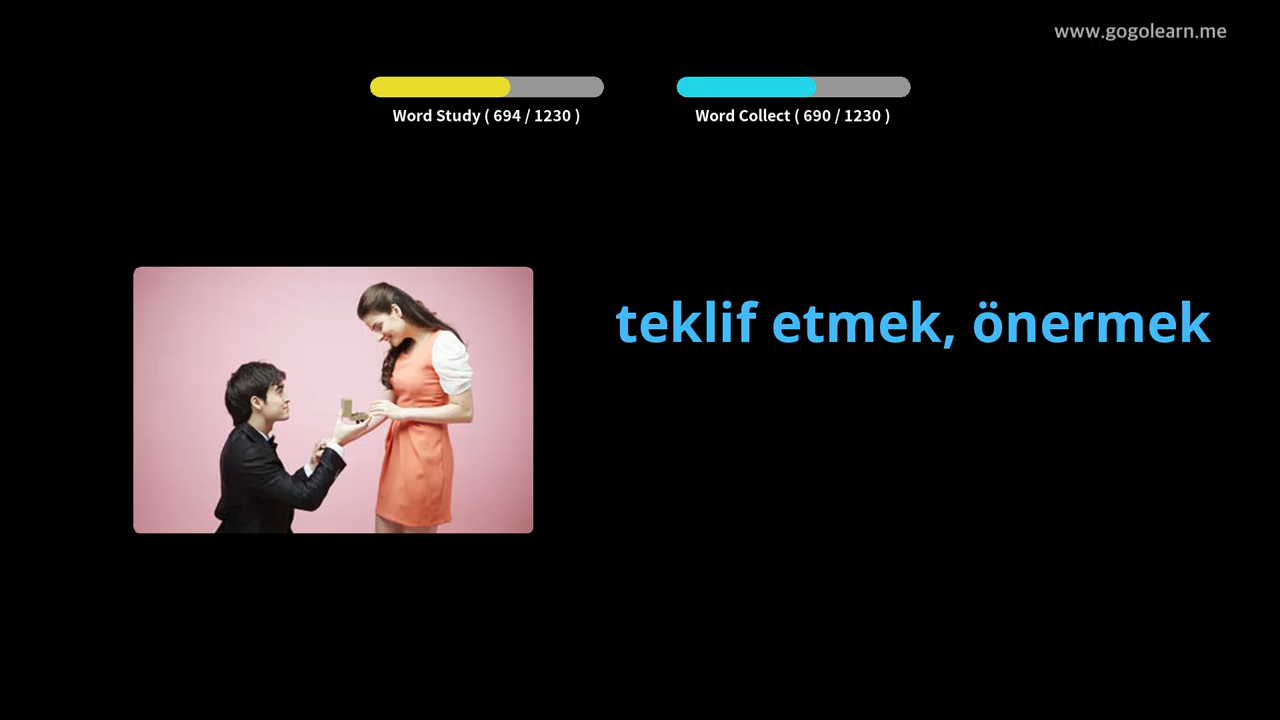 www.gogolearn.me
Word Study ( 694 / 1230 )
Word Collect ( 690 / 1230 )
teklif etmek, önermek